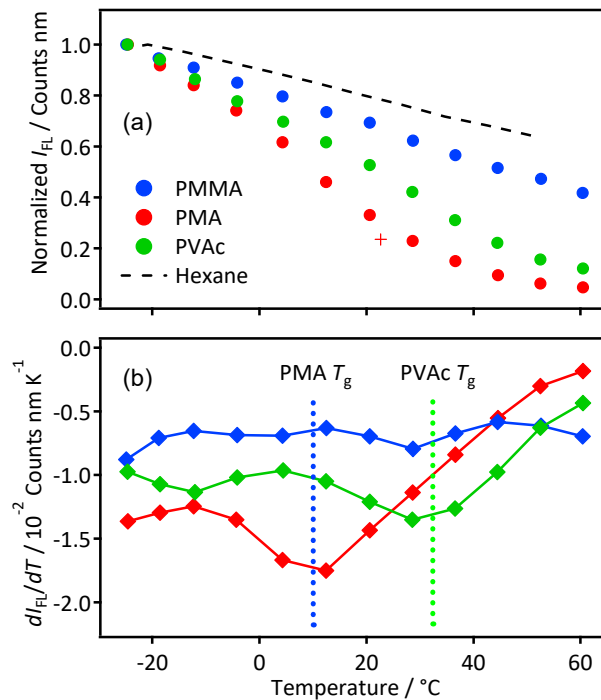 1.0
0.8
0.6
0.4
0.2
0.0
Normalized I_FL / Counts nm
(a)
PMMA
PMA
PVAc
Hexane
0.0
-0.5
-1.0
-1.5
-2.0
dI_FL/dT / 10⁻² Counts nm K⁻¹
(b)
PMA T_g
PVAc T_g
-20
0
20
40
60
Temperature / °C